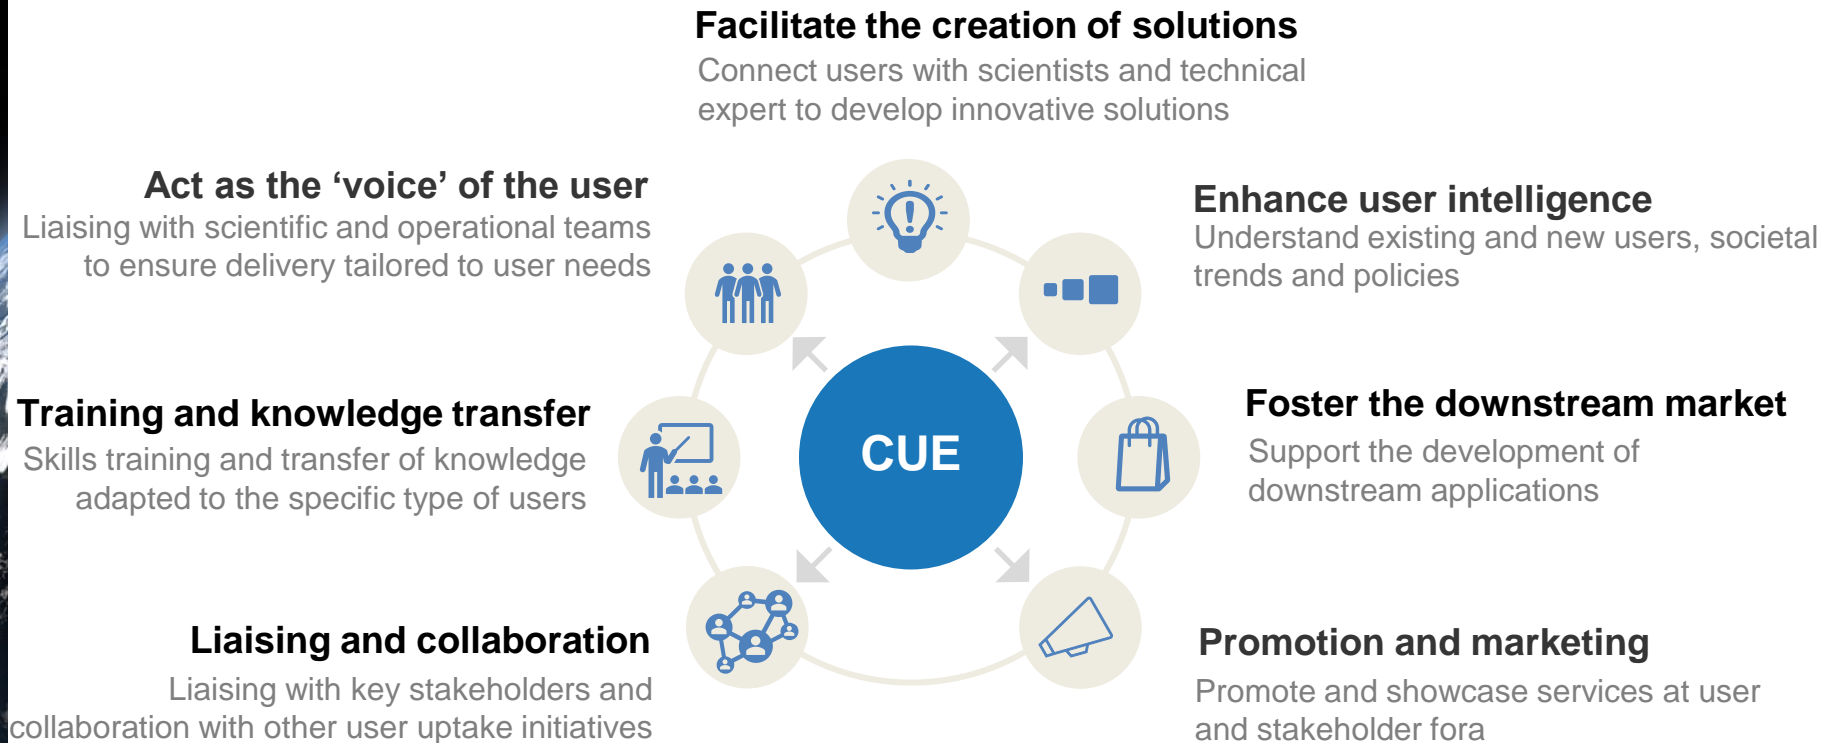 Facilitate the creation of solutions
Connect users with scientists and technical
expert to develop innovative solutions
Act as the ‘voice’ of the user
Liaising with scientific and operational teams
to ensure delivery tailored to user needs
Enhance user intelligence
Understand existing and new users, societal
trends and policies
Training and knowledge transfer
Skills training and transfer of knowledge
adapted to the specific type of users
CUE
Foster the downstream market
Support the development of
downstream applications
Liaising and collaboration
Liaising with key stakeholders and
collaboration with other user uptake initiatives
Promotion and marketing
Promote and showcase services at user
and stakeholder fora